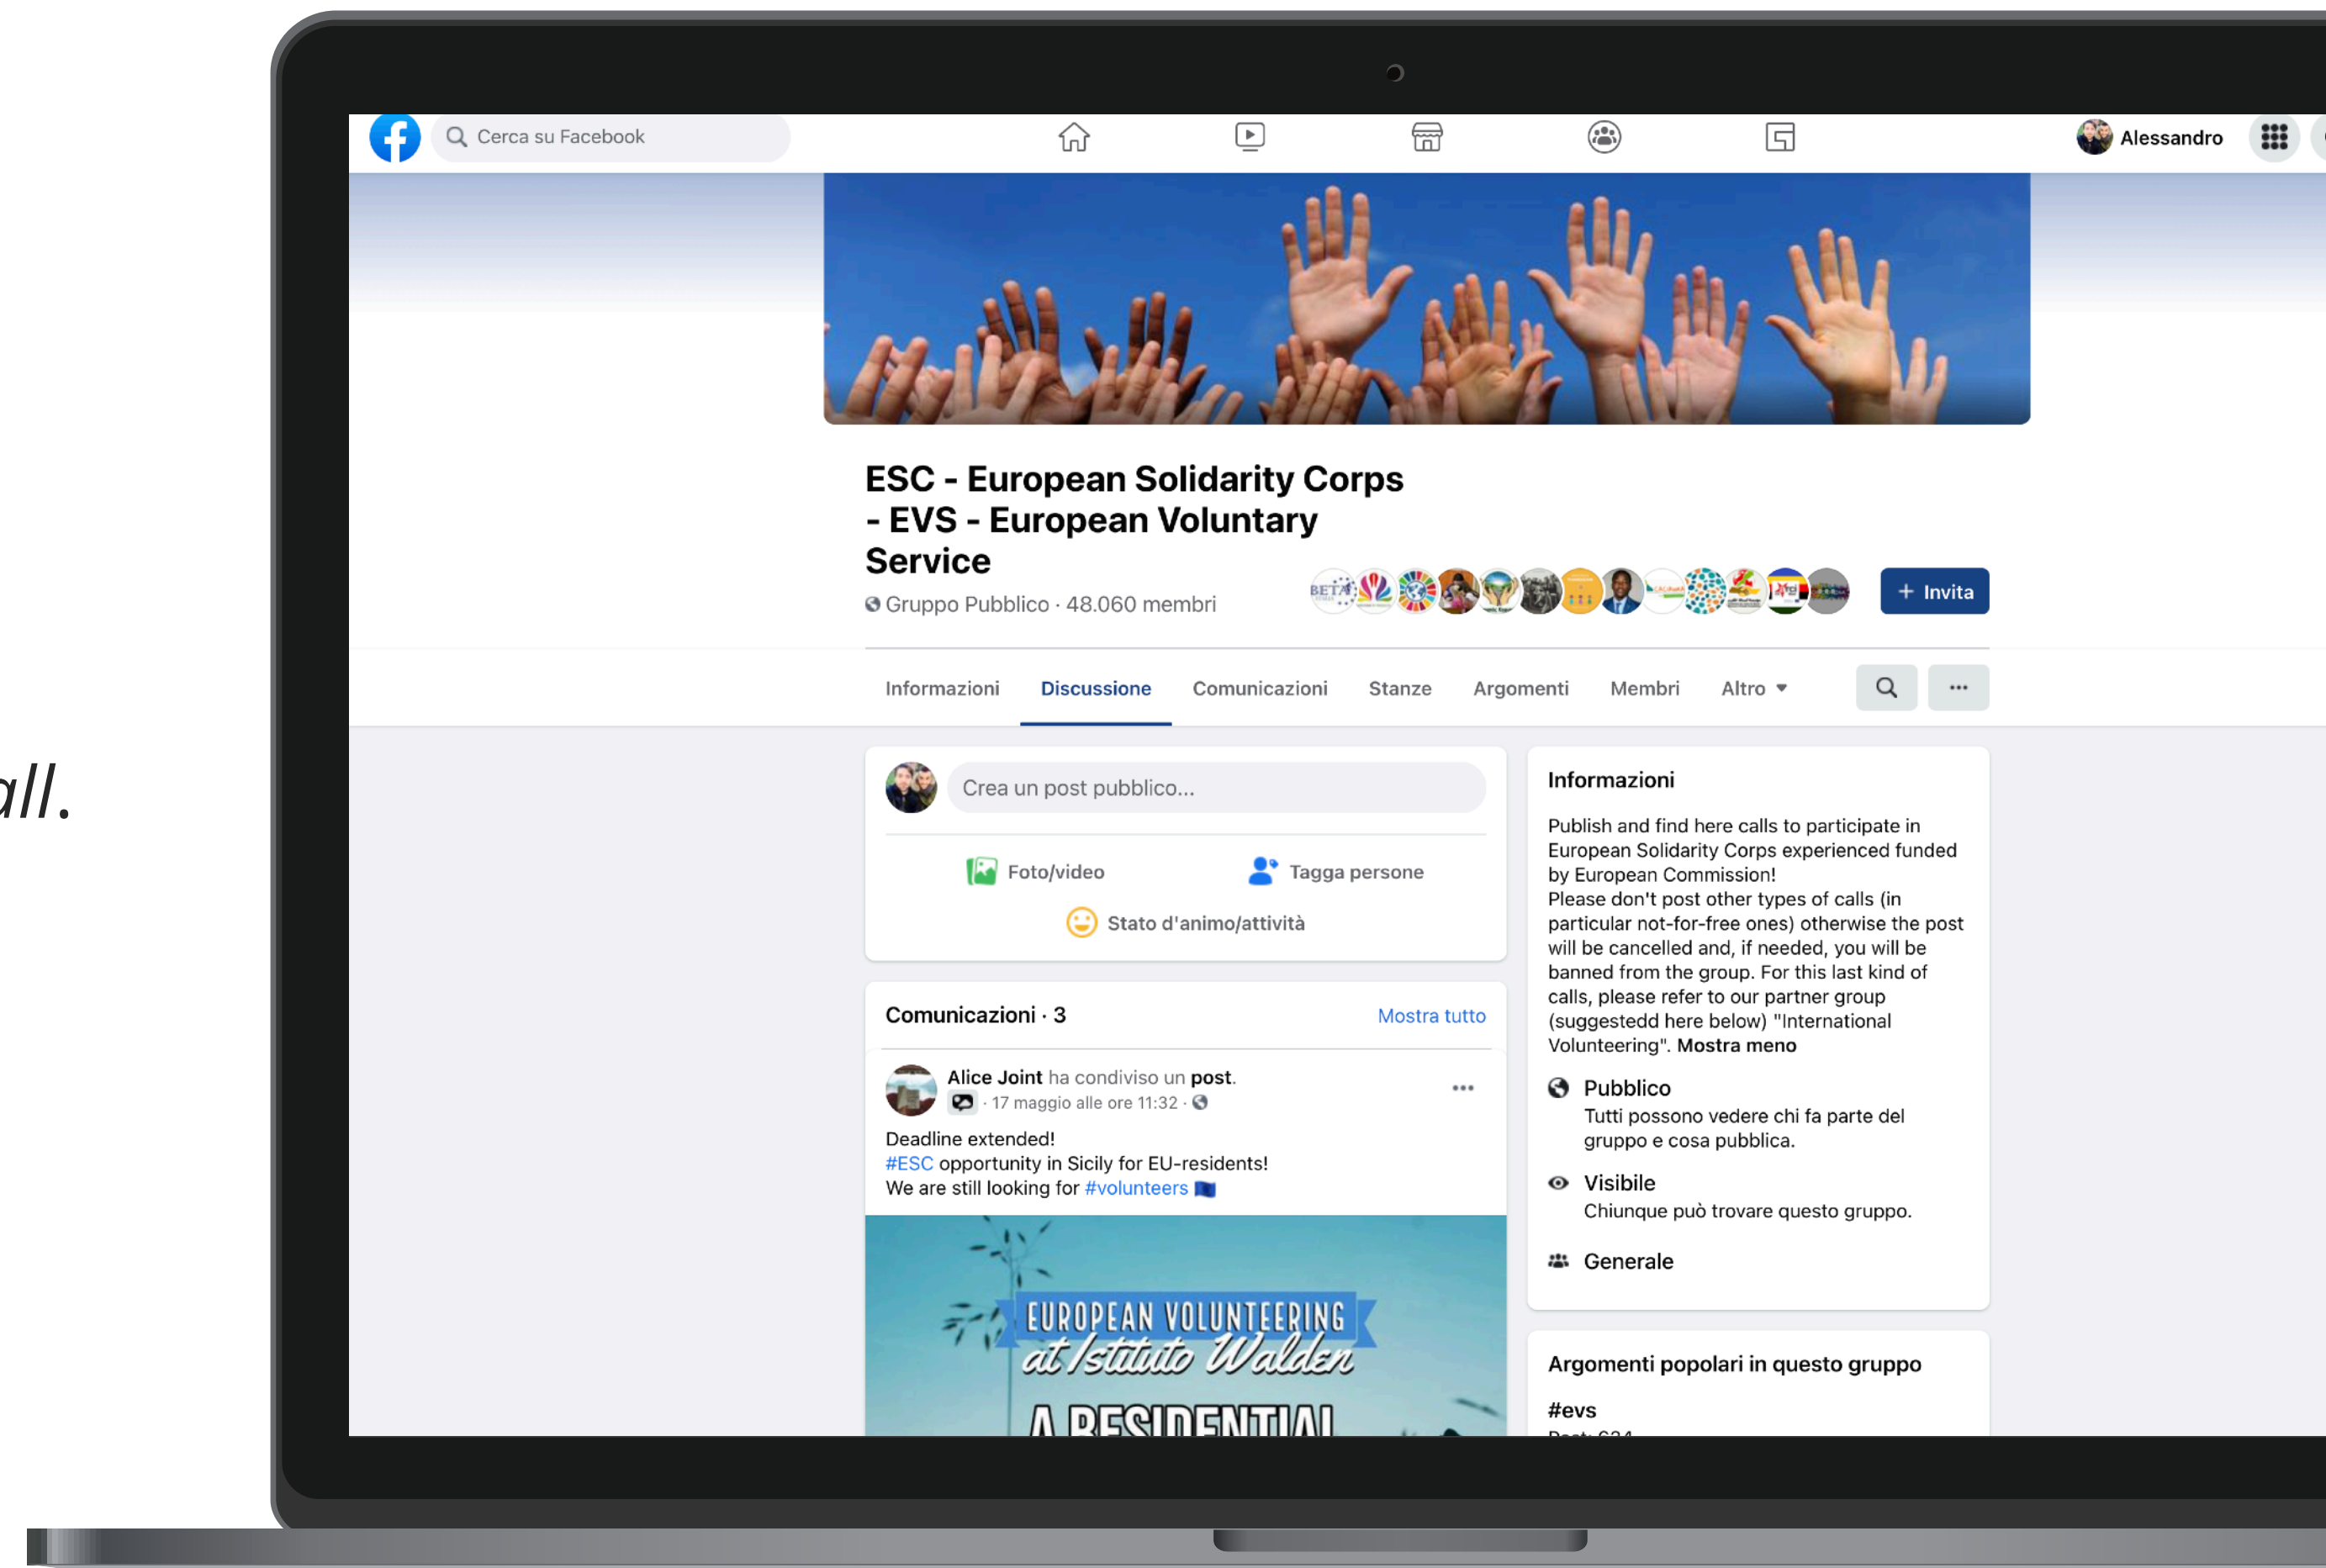 all.
Cerca su Facebook
Alessandro
ESC - European Solidarity Corps
- EVS - European Voluntary
Service
Gruppo Pubblico · 48.060 membri
BETA
+ Invita
Informazioni
Discussione
Comunicazioni
Stanze
Argomenti
Membri
Altro
Crea un post pubblico...
Foto/video
Tagga persone
Stato d'animo/attività
Comunicazioni · 3
Mostra tutto
Alice Joint ha condiviso un post.
· 17 maggio alle ore 11:32 ·
Deadline extended!
#ESC opportunity in Sicily for EU-residents!
We are still looking for #volunteers
EUROPEAN VOLUNTEERING
at Istituto Walden
A RESIDENTIAL
Informazioni
Publish and find here calls to participate in
European Solidarity Corps experienced funded
by European Commission!
Please don't post other types of calls (in
particular not-for-free ones) otherwise the post
will be cancelled and, if needed, you will be
banned from the group. For this last kind of
calls, please refer to our partner group
(suggestedd here below) "International
Volunteering". Mostra meno
Pubblico
Tutti possono vedere chi fa parte del
gruppo e cosa pubblica.
Visibile
Chiunque può trovare questo gruppo.
Generale
Argomenti popolari in questo gruppo
#evs